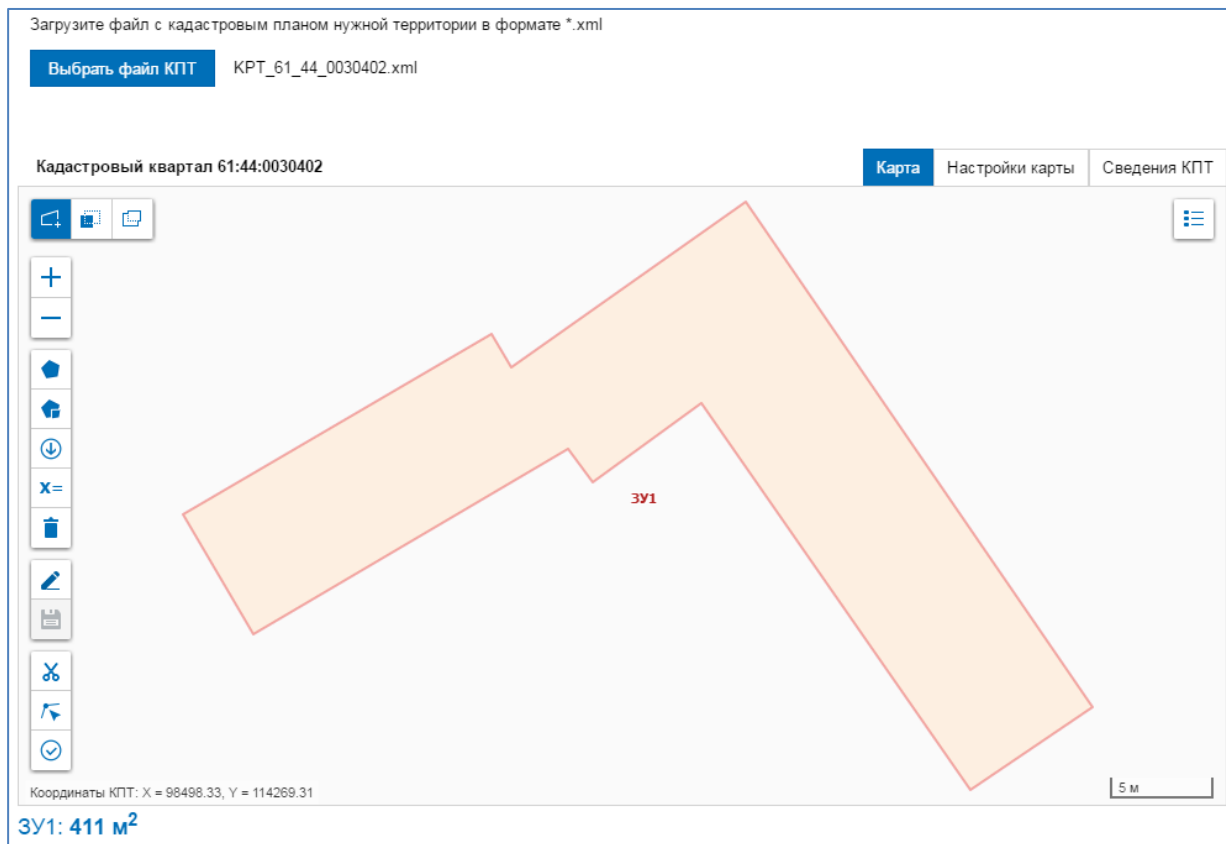 Загрузите файл с кадастровым планом нужной территории в формате *.xml
Выбрать файл КПТ KPT_61_44_0030402.xml
Кадастровый квартал 61:44:0030402 Карта Настройки карты Сведения КПТ
X=
ЗУ1
5 м
Координаты КПТ: X = 98498.33, Y = 114269.31
ЗУ1: 411 м²